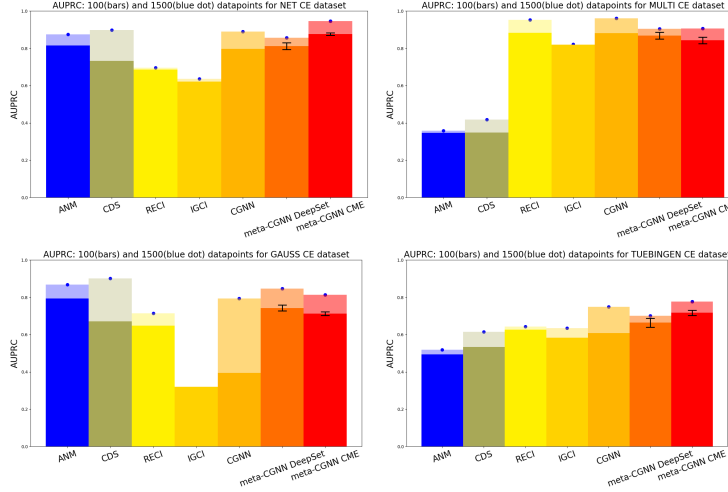 AUPRC: 100(bars) and 1500(blue dot) datapoints for NET CE dataset
1.0
0.8
0.6
0.4
0.2
0.0
AUPRC
ANM
CDS
RECI
IGCI
CGNN
meta-CGNN DeepSet
meta-CGNN CME
AUPRC: 100(bars) and 1500(blue dot) datapoints for MULTI CE dataset
1.0
0.8
0.6
0.4
0.2
0.0
AUPRC
ANM
CDS
RECI
IGCI
CGNN
meta-CGNN DeepSet
meta-CGNN CM
AUPRC: 100(bars) and 1500(blue dot) datapoints for GAUSS CE dataset
1.0
0.8
0.6
0.4
0.2
0.0
AUPRC
ANM
CDS
RECI
IGCI
CGNN
meta-CGNN DeepSet
meta-CGNN CME
AUPRC: 100(bars) and 1500(blue dot) datapoints for TUEBINGEN CE dataset
1.0
0.8
0.6
0.4
0.2
0.0
AUPRC
ANM
CDS
RECI
IGCI
CGNN
meta-CGNN DeepSet
meta-CGNN CME